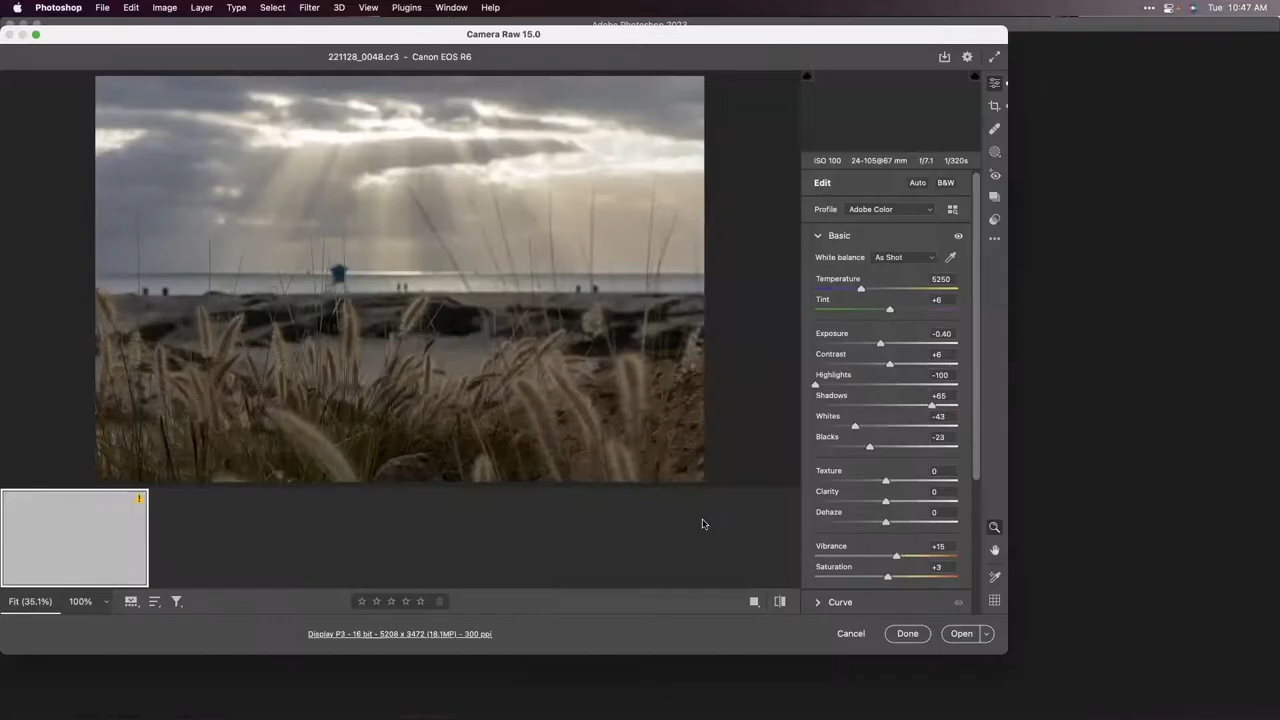 Photoshop File Edit Image Layer Type Select Filter 3D View Plugins Window Help Tue 10:47 AM
Adobe Photoshop 2023
Camera Raw 15.0
221128_0048.cr3 - Canon EOS R6
ISO 100 24-105@67 mm f/7.1 1/320s
Edit Auto B&W
Profile Adobe Color
Basic
White balance As Shot
Temperature 5250
Tint +6
Exposure -0.40
Contrast +6
Highlights -100
Shadows +65
Whites -43
Blacks -23
Texture 0
Clarity 0
Dehaze 0
Vibrance +15
Saturation +3
Fit (35.1%) 100%
Curve
Display P3 - 16 bit - 5208 x 3472 (18.1MP) - 300 ppi
Cancel Done Open